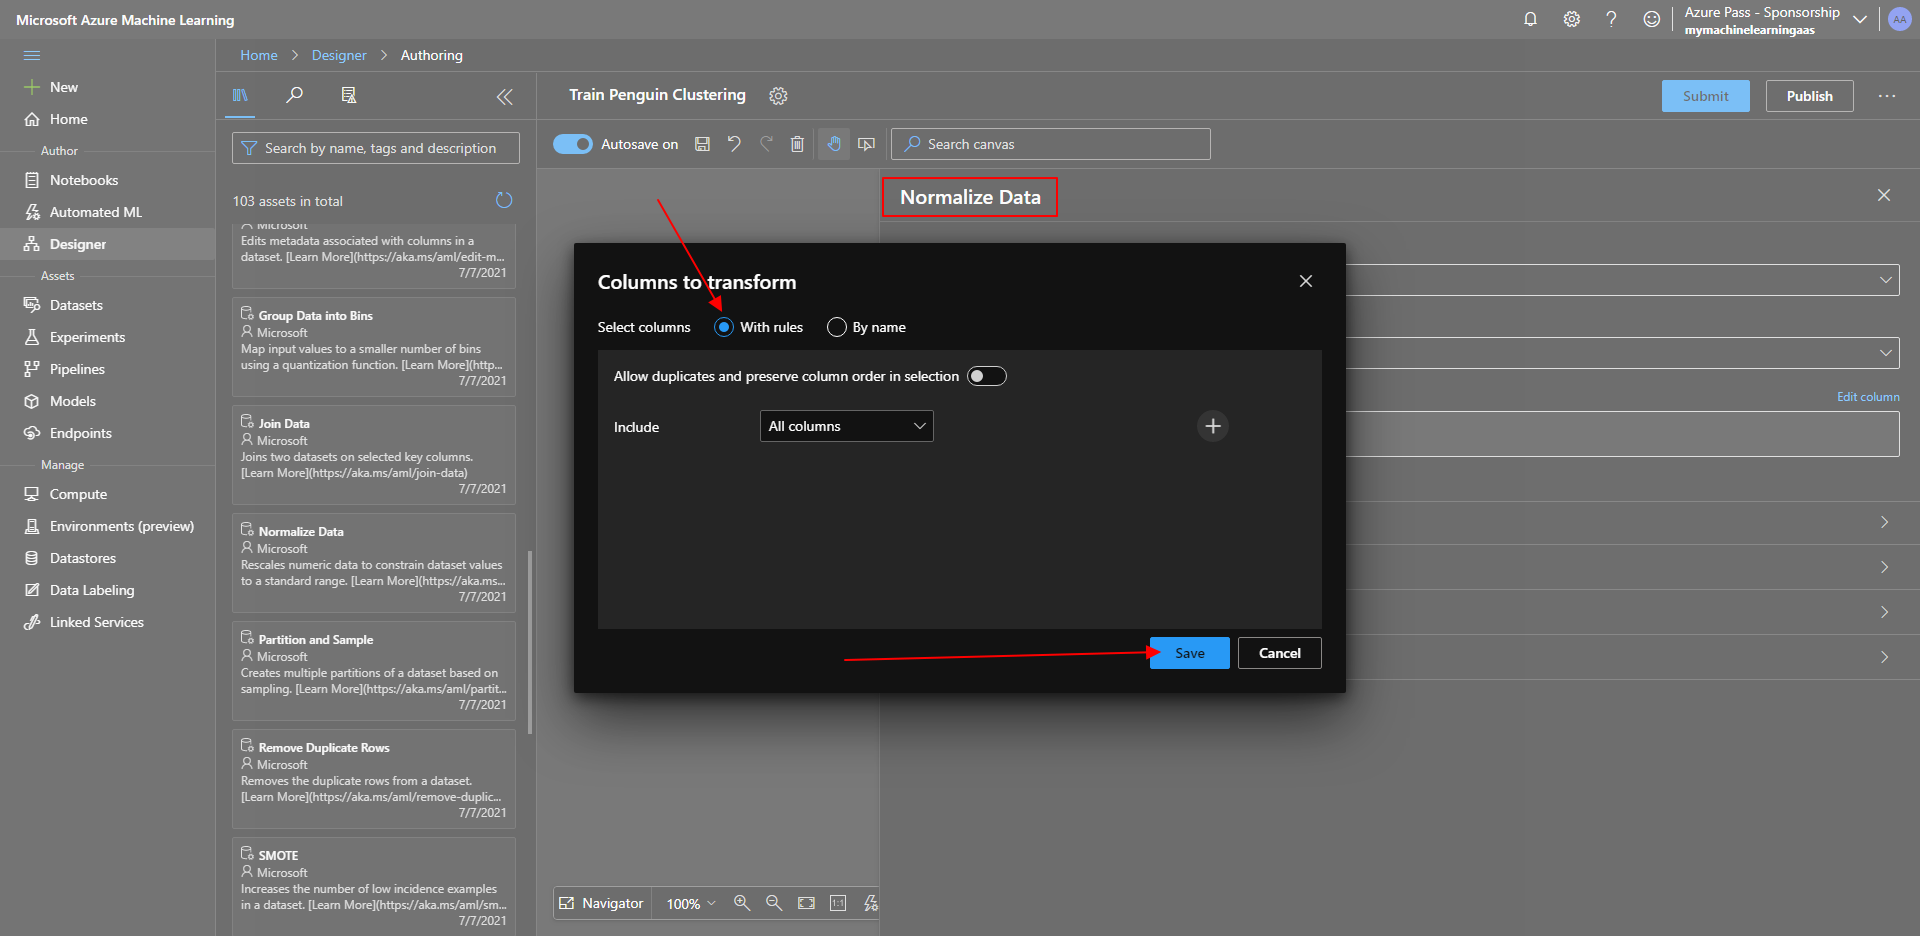 Microsoft Azure Machine Learning
Azure Pass - Sponsorship
mymachinelearningaas
AA
New
Home
Author
Notebooks
Automated ML
Designer
Assets
Datasets
Experiments
Pipelines
Models
Endpoints
Manage
Compute
Environments (preview)
Datastores
Data Labeling
Linked Services
Home > Designer > Authoring
Search by name, tags and description
103 assets in total
Microsoft
Edits metadata associated with columns in a
dataset. [Learn More](https://aka.ms/aml/edit-m...
7/7/2021
Group Data into Bins
Microsoft
Map input values to a smaller number of bins
using a quantization function. [Learn More](http...
7/7/2021
Join Data
Microsoft
Joins two datasets on selected key columns.
[Learn More](https://aka.ms/aml/join-data)
7/7/2021
Normalize Data
Microsoft
Rescales numeric data to constrain dataset values
to a standard range. [Learn More](https://aka.ms...
7/7/2021
Partition and Sample
Microsoft
Creates multiple partitions of a dataset based on
sampling. [Learn More](https://aka.ms/aml/partit...
7/7/2021
Remove Duplicate Rows
Microsoft
Removes the duplicate rows from a dataset.
[Learn More](https://aka.ms/aml/remove-duplic...
7/7/2021
SMOTE
Microsoft
Increases the number of low incidence examples
in a dataset. [Learn More](https://aka.ms/aml/sm...
7/7/2021
Train Penguin Clustering
Submit
Publish
Autosave on
Search canvas
Normalize Data
Edit column
Columns to transform
Select columns With rules By name
Allow duplicates and preserve column order in selection
Include All columns
Save Cancel
Navigator 100% 1:1